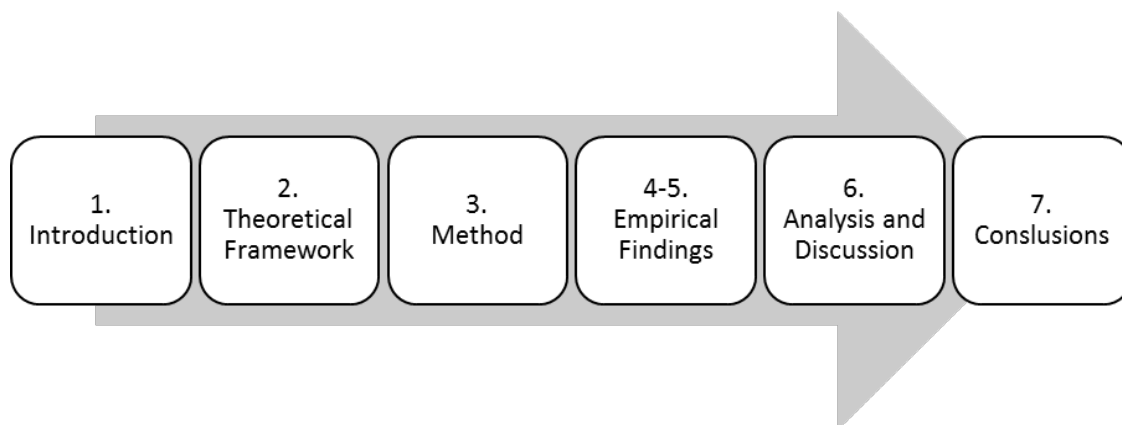 1.
Introduction
2.
Theoretical
Framework
3.
Method
4-5.
Empirical
Findings
6.
Analysis and
Discussion
7.
Conslusions